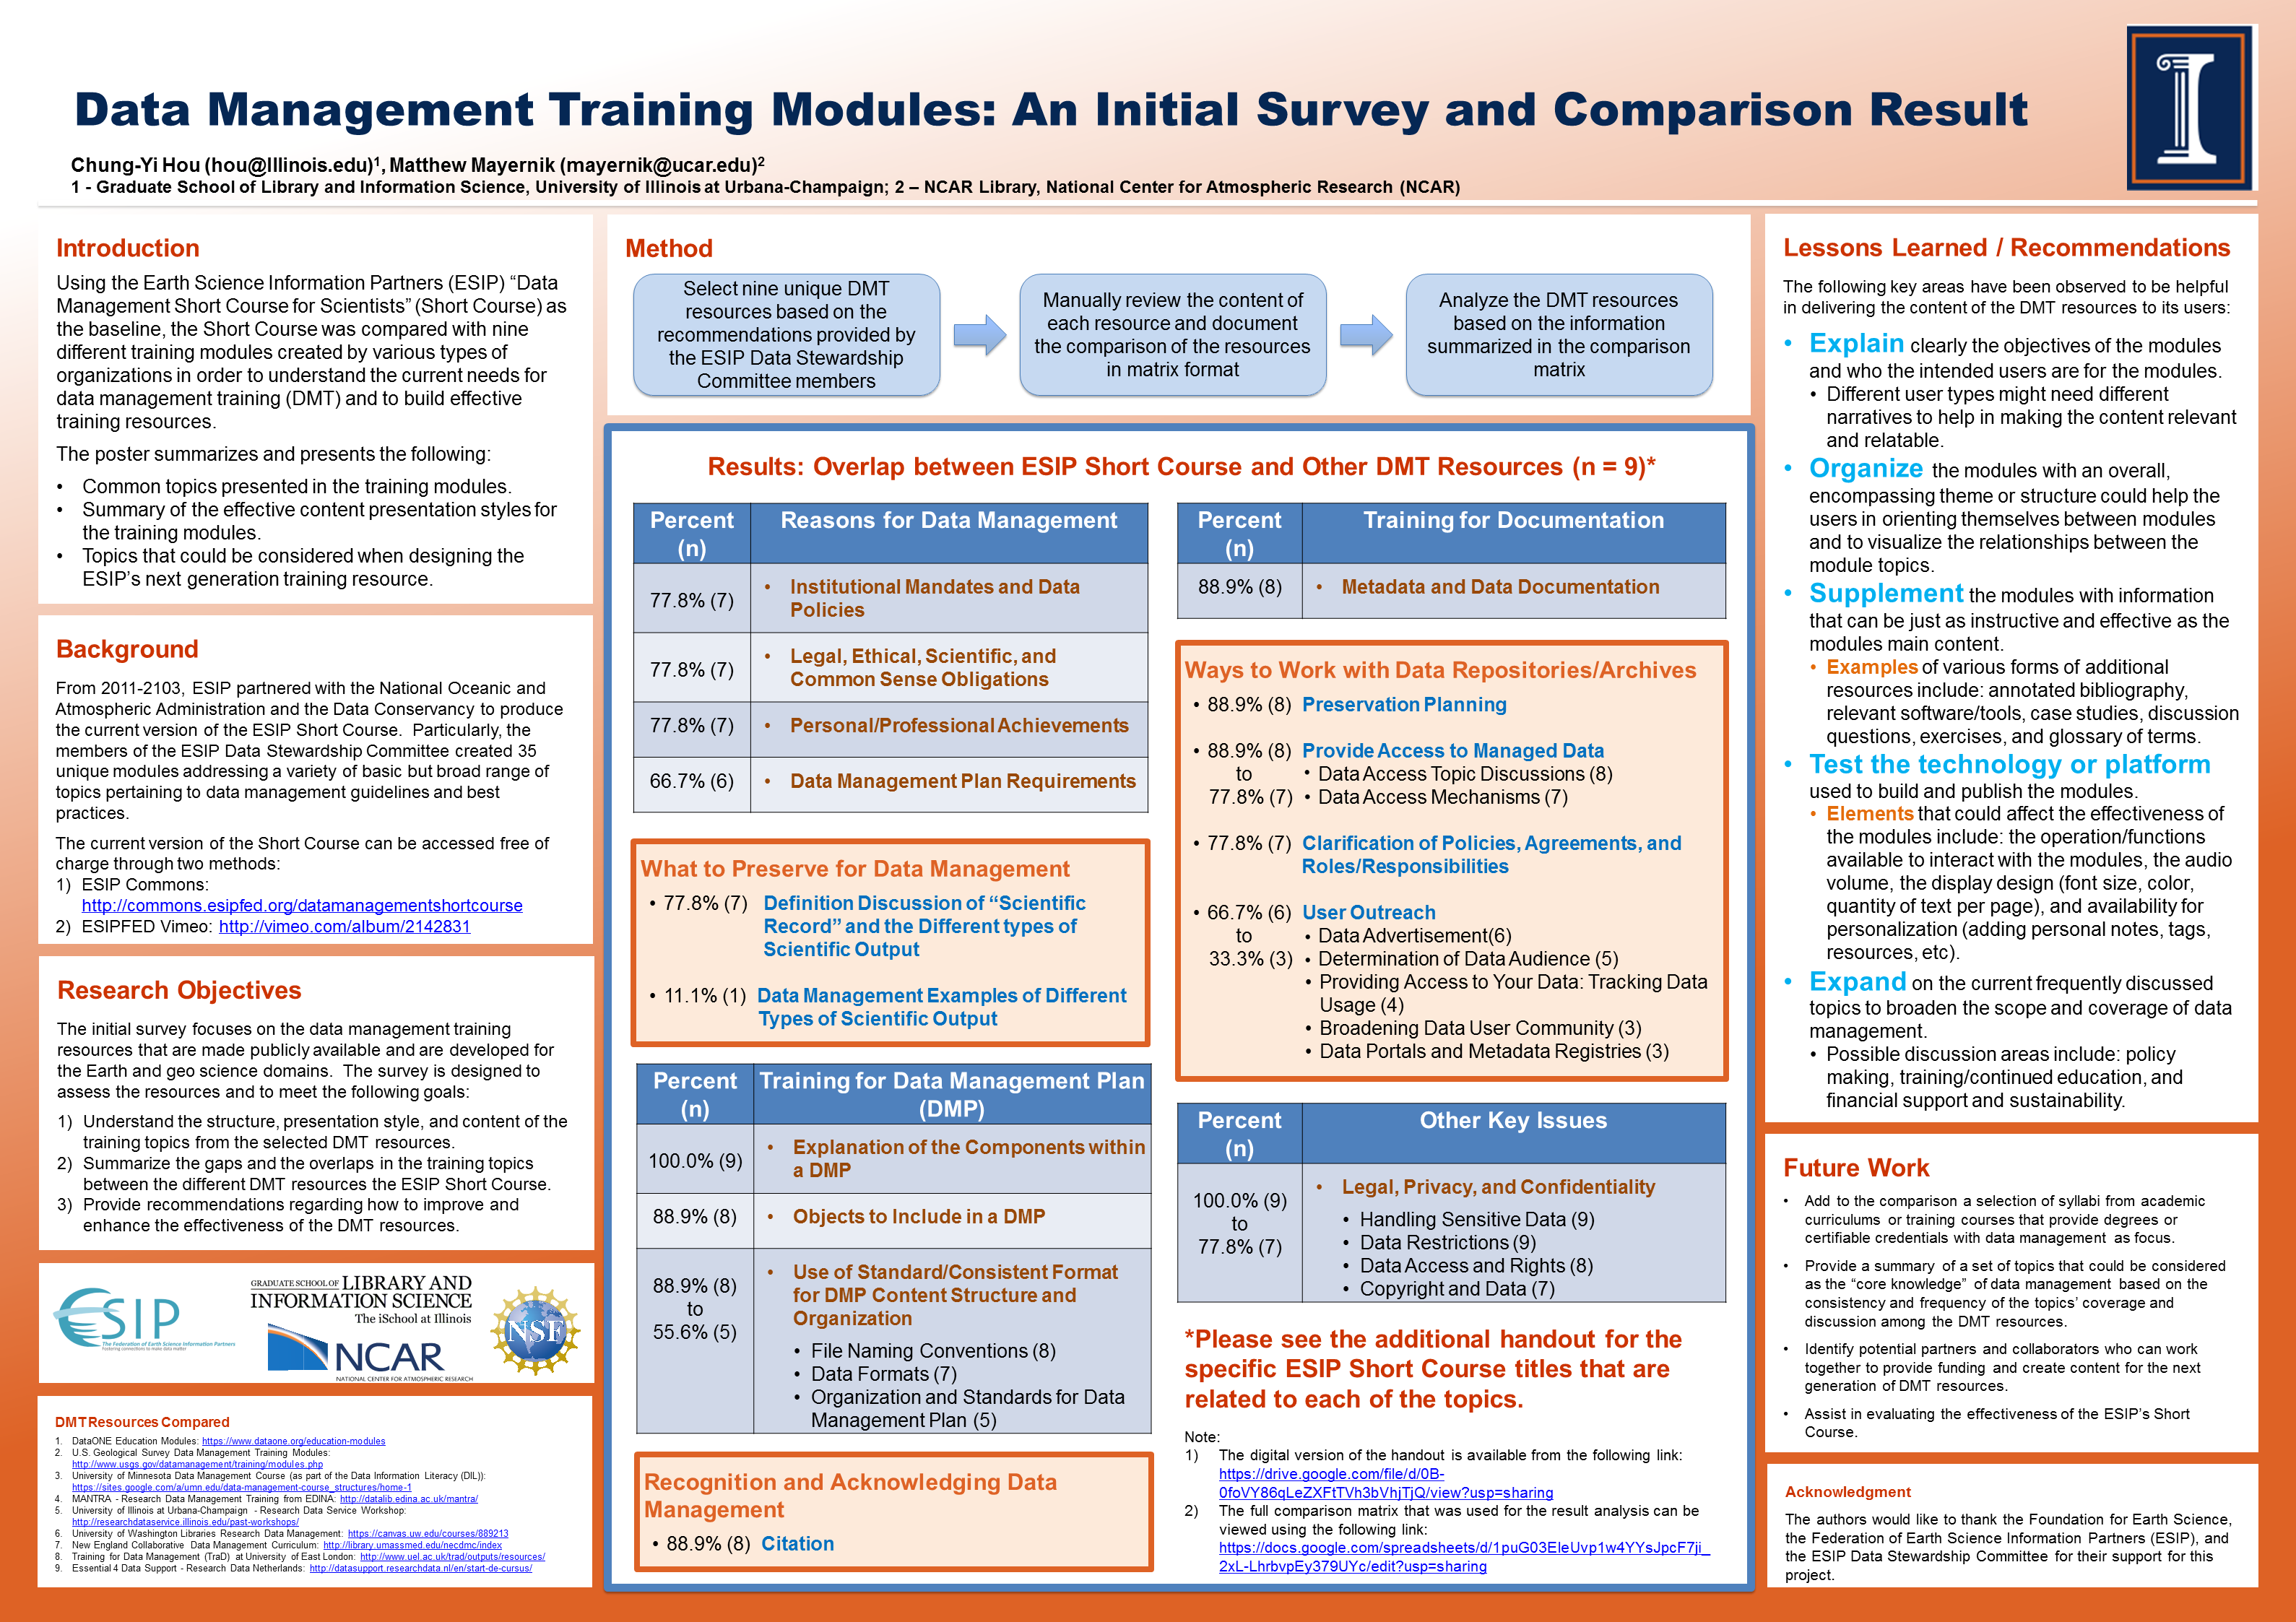 Data Management Training Modules: An Initial Survey and Comparison Result
Chung-Yi Hou (hou@Illinois.edu)1, Matthew Mayernik (mayernik@ucar.edu)2
1 - Graduate School of Library and Information Science, University of Illinois at Urbana-Champaign; 2 – NCAR Library, National Center for Atmospheric Research (NCAR)
Introduction
Using the Earth Science Information Partners (ESIP) “Data
Management Short Course for Scientists” (Short Course) as
the baseline, the Short Course was compared with nine
different training modules created by various types of
organizations in order to understand the current needs for
data management training (DMT) and to build effective
training resources.
The poster summarizes and presents the following:
• Common topics presented in the training modules.
• Summary of the effective content presentation styles for
the training modules.
• Topics that could be considered when designing the
ESIP’s next generation training resource.
Background
From 2011-2103, ESIP partnered with the National Oceanic and
Atmospheric Administration and the Data Conservancy to produce
the current version of the ESIP Short Course. Particularly, the
members of the ESIP Data Stewardship Committee created 35
unique modules addressing a variety of basic but broad range of
topics pertaining to data management guidelines and best
practices.
The current version of the Short Course can be accessed free of
charge through two methods:
1) ESIP Commons:
http://commons.esipfed.org/datamanagementshortcourse
2) ESIPFED Vimeo: http://vimeo.com/album/2142831
Research Objectives
The initial survey focuses on the data management training
resources that are made publicly available and are developed for
the Earth and geo science domains. The survey is designed to
assess the resources and to meet the following goals:
1) Understand the structure, presentation style, and content of the
training topics from the selected DMT resources.
2) Summarize the gaps and the overlaps in the training topics
between the different DMT resources the ESIP Short Course.
3) Provide recommendations regarding how to improve and
enhance the effectiveness of the DMT resources.
ESIP
The Federation of Earth Science Information Partners
Fostering connections to make data matter
GRADUATE SCHOOL OF LIBRARY AND
INFORMATION SCIENCE
The iSchool at Illinois
NCAR
NATIONAL CENTER FOR ATMOSPHERIC RESEARCH
NSF
DMT Resources Compared
1. DataONE Education Modules: https://www.dataone.org/education-modules
2. U.S. Geological Survey Data Management Training Modules:
http://www.usgs.gov/datamanagement/training/modules.php
3. University of Minnesota Data Management Course (as part of the Data Information Literacy (DIL)):
https://sites.google.com/a/umn.edu/data-management-course_structures/home-1
4. MANTRA - Research Data Management Training from EDINA: http://datalib.edina.ac.uk/mantra/
5. University of Illinois at Urbana-Champaign - Research Data Service Workshop:
http://researchdataservice.illinois.edu/past-workshops/
6. University of Washington Libraries Research Data Management: https://canvas.uw.edu/courses/889213
7. New England Collaborative Data Management Curriculum: http://library.umassmed.edu/necdmc/index
8. Training for Data Management (TraD) at University of East London: http://www.uel.ac.uk/trad/outputs/resources/
9. Essential 4 Data Support - Research Data Netherlands: http://datasupport.researchdata.nl/en/start-de-cursus/
Method
Select nine unique DMT
resources based on the
recommendations provided by
the ESIP Data Stewardship
Committee members
Manually review the content of
each resource and document
the comparison of the resources
in matrix format
Analyze the DMT resources
based on the information
summarized in the comparison
matrix
Results: Overlap between ESIP Short Course and Other DMT Resources (n = 9)*
Percent (n) Reasons for Data Management
77.8% (7) • Institutional Mandates and Data
Policies
77.8% (7) • Legal, Ethical, Scientific, and
Common Sense Obligations
77.8% (7) • Personal/Professional Achievements
66.7% (6) • Data Management Plan Requirements
What to Preserve for Data Management
• 77.8% (7) Definition Discussion of “Scientific
Record” and the Different types of
Scientific Output
• 11.1% (1) Data Management Examples of Different
Types of Scientific Output
Percent (n) Training for Data Management Plan
(DMP)
100.0% (9) • Explanation of the Components within
a DMP
88.9% (8) • Objects to Include in a DMP
88.9% (8)
to
55.6% (5)
• Use of Standard/Consistent Format
for DMP Content Structure and
Organization
• File Naming Conventions (8)
• Data Formats (7)
• Organization and Standards for Data
Management Plan (5)
Recognition and Acknowledging Data
Management
• 88.9% (8) Citation
Percent (n) Training for Documentation
88.9% (8) • Metadata and Data Documentation
Ways to Work with Data Repositories/Archives
• 88.9% (8) Preservation Planning
• 88.9% (8) Provide Access to Managed Data
to • Data Access Topic Discussions (8)
77.8% (7) • Data Access Mechanisms (7)
• 77.8% (7) Clarification of Policies, Agreements, and
Roles/Responsibilities
• 66.7% (6) User Outreach
to • Data Advertisement(6)
33.3% (3) • Determination of Data Audience (5)
• Providing Access to Your Data: Tracking Data
Usage (4)
• Broadening Data User Community (3)
• Data Portals and Metadata Registries (3)
Percent (n) Other Key Issues
100.0% (9)
to
77.8% (7)
• Legal, Privacy, and Confidentiality
• Handling Sensitive Data (9)
• Data Restrictions (9)
• Data Access and Rights (8)
• Copyright and Data (7)
*Please see the additional handout for the
specific ESIP Short Course titles that are
related to each of the topics.
Note:
1) The digital version of the handout is available from the following link:
https://drive.google.com/file/d/0B-
0foVY86qLeZXFtTVh3bVhjTjQ/view?usp=sharing
2) The full comparison matrix that was used for the result analysis can be
viewed using the following link:
https://docs.google.com/spreadsheets/d/1puG03EIeUvp1w4YYsJpcF7ji_
2xL-LhrbvpEy379UYc/edit?usp=sharing
Lessons Learned / Recommendations
The following key areas have been observed to be helpful
in delivering the content of the DMT resources to its users:
• Explain clearly the objectives of the modules
and who the intended users are for the modules.
• Different user types might need different
narratives to help in making the content relevant
and relatable.
• Organize the modules with an overall,
encompassing theme or structure could help the
users in orienting themselves between modules
and to visualize the relationships between the
module topics.
• Supplement the modules with information
that can be just as instructive and effective as the
modules main content.
• Examples of various forms of additional
resources include: annotated bibliography,
relevant software/tools, case studies, discussion
questions, exercises, and glossary of terms.
• Test the technology or platform
used to build and publish the modules.
• Elements that could affect the effectiveness of
the modules include: the operation/functions
available to interact with the modules, the audio
volume, the display design (font size, color,
quantity of text per page), and availability for
personalization (adding personal notes, tags,
resources, etc).
• Expand on the current frequently discussed
topics to broaden the scope and coverage of data
management.
• Possible discussion areas include: policy
making, training/continued education, and
financial support and sustainability.
Future Work
• Add to the comparison a selection of syllabi from academic
curriculums or training courses that provide degrees or
certifiable credentials with data management as focus.
• Provide a summary of a set of topics that could be considered
as the “core knowledge” of data management based on the
consistency and frequency of the topics’ coverage and
discussion among the DMT resources.
• Identify potential partners and collaborators who can work
together to provide funding and create content for the next
generation of DMT resources.
• Assist in evaluating the effectiveness of the ESIP’s Short
Course.
Acknowledgment
The authors would like to thank the Foundation for Earth Science,
the Federation of Earth Science Information Partners (ESIP), and
the ESIP Data Stewardship Committee for their support for this
project.